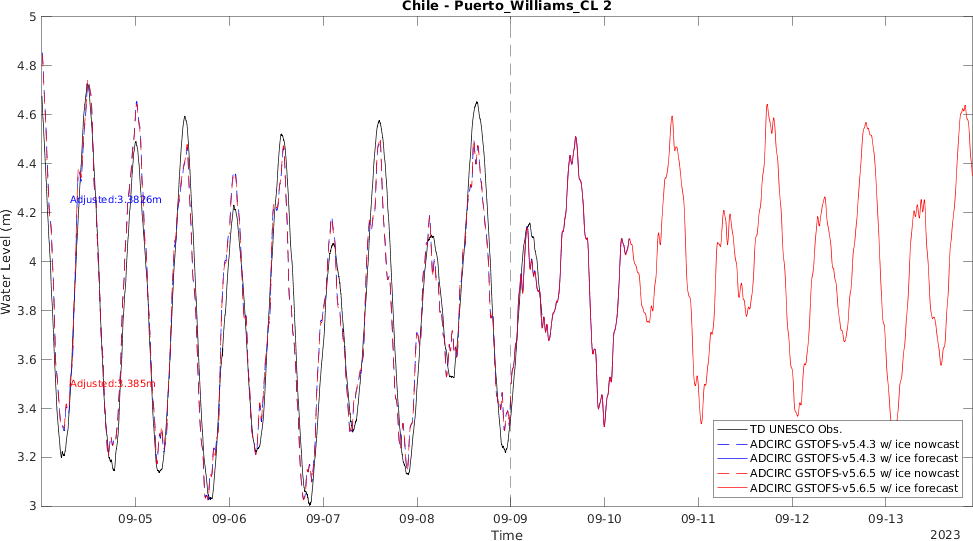 Chile - Puerto_Williams_CL 2
5
4.8
4.6
4.4
4.2
4
3.8
3.6
3.4
3.2
3
Water Level (m)
Adjusted:3.3826m
Adjusted:3.385m
TD UNESCO Obs.
ADCIRC GSTOFS-v5.4.3 w/ ice nowcast
ADCIRC GSTOFS-v5.4.3 w/ ice forecast
ADCIRC GSTOFS-v5.6.5 w/ ice nowcast
ADCIRC GSTOFS-v5.6.5 w/ ice forecast
09-05 09-06 09-07 09-08 09-09 09-10 09-11 09-12 09-13
Time
2023